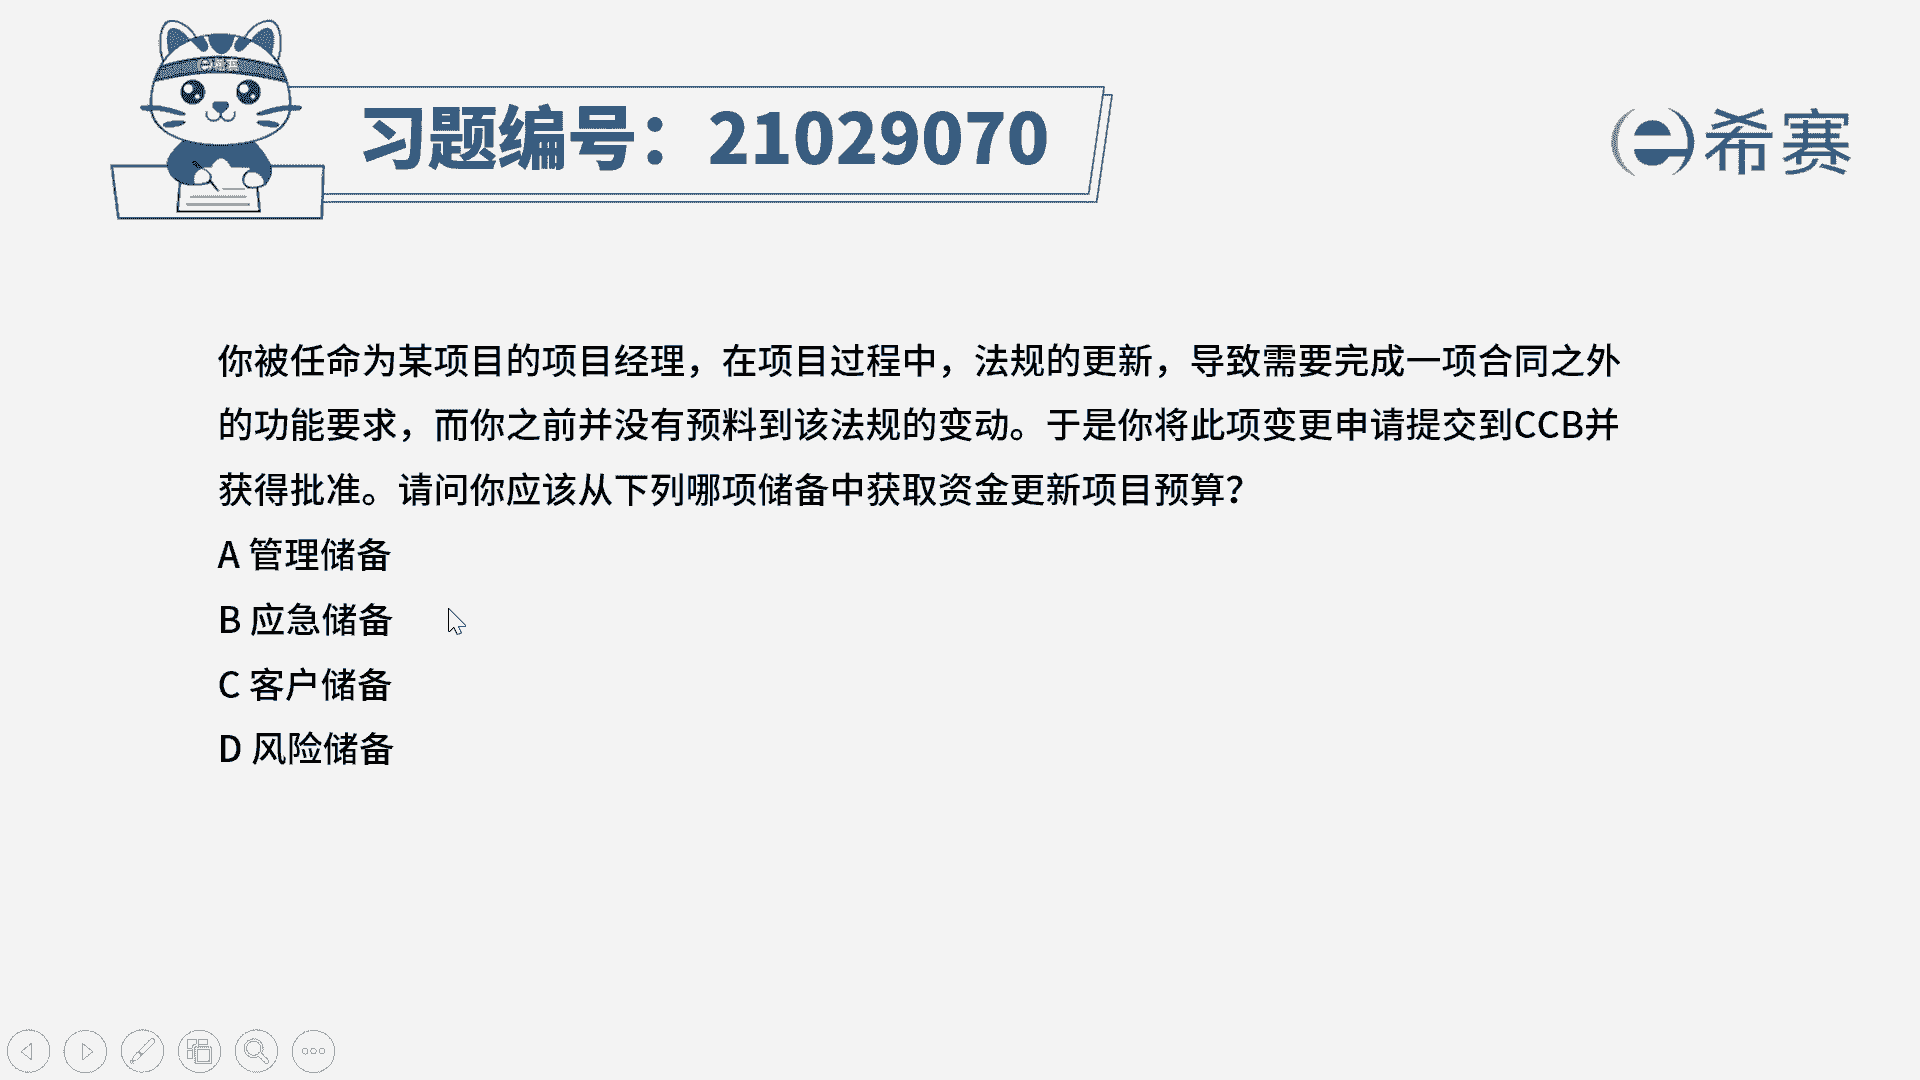 习题编号：21029070
希赛
你被任命为某项目的项目经理，在项目过程中，法规的更新，导致需要完成一项合同之外
的功能要求，而你之前并没有预料到该法规的变动。于是你将此项变更申请提交到CCB并
获得批准。请问你应该从下列哪项储备中获取资金更新项目预算？
A 管理储备
B 应急储备
C 客户储备
D 风险储备